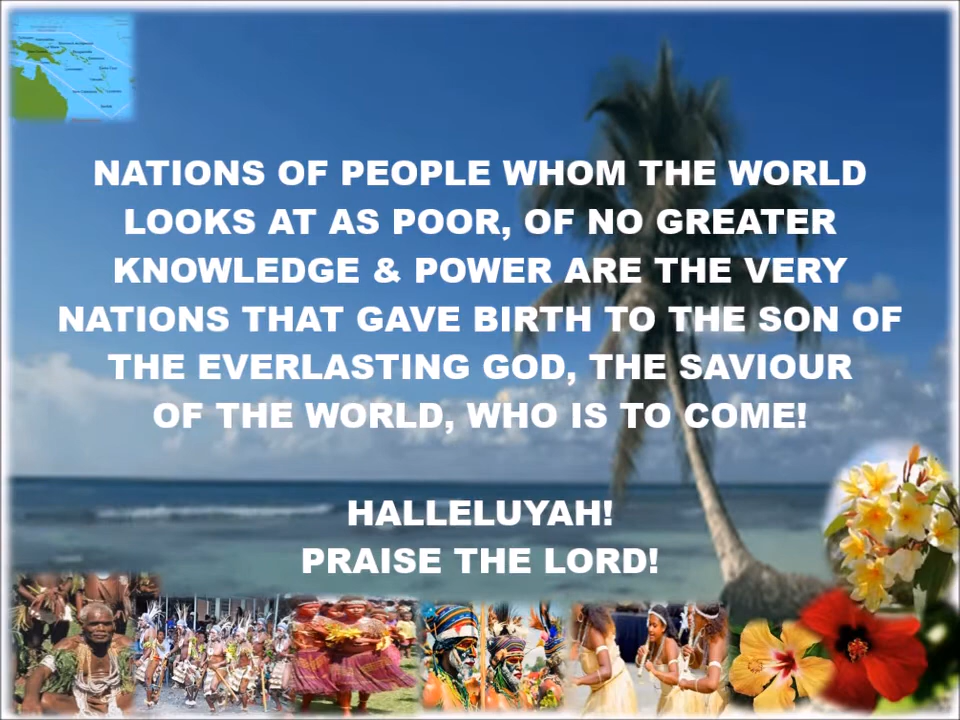 NATIONS OF PEOPLE WHOM THE WORLD
LOOKS AT AS POOR, OF NO GREATER
KNOWLEDGE & POWER ARE THE VERY
NATIONS THAT GAVE BIRTH TO THE SON OF
THE EVERLASTING GOD, THE SAVIOUR
OF THE WORLD, WHO IS TO COME!
HALLELUYAH!
PRAISE THE LORD!